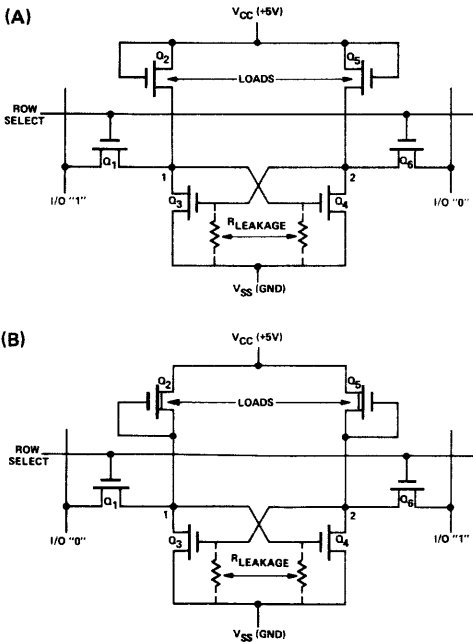 (A)
VCC (+5V)
Q2
Q5
LOADS
ROW
SELECT
Q1
1
2
Q6
I/O "1"
Q3
Q4
I/O "0"
RLEAKAGE
VSS (GND)
(B)
VCC (+5V)
Q2
Q5
LOADS
ROW
SELECT
Q1
1
2
Q6
I/O "0"
Q3
Q4
I/O "1"
RLEAKAGE
VSS (GND)